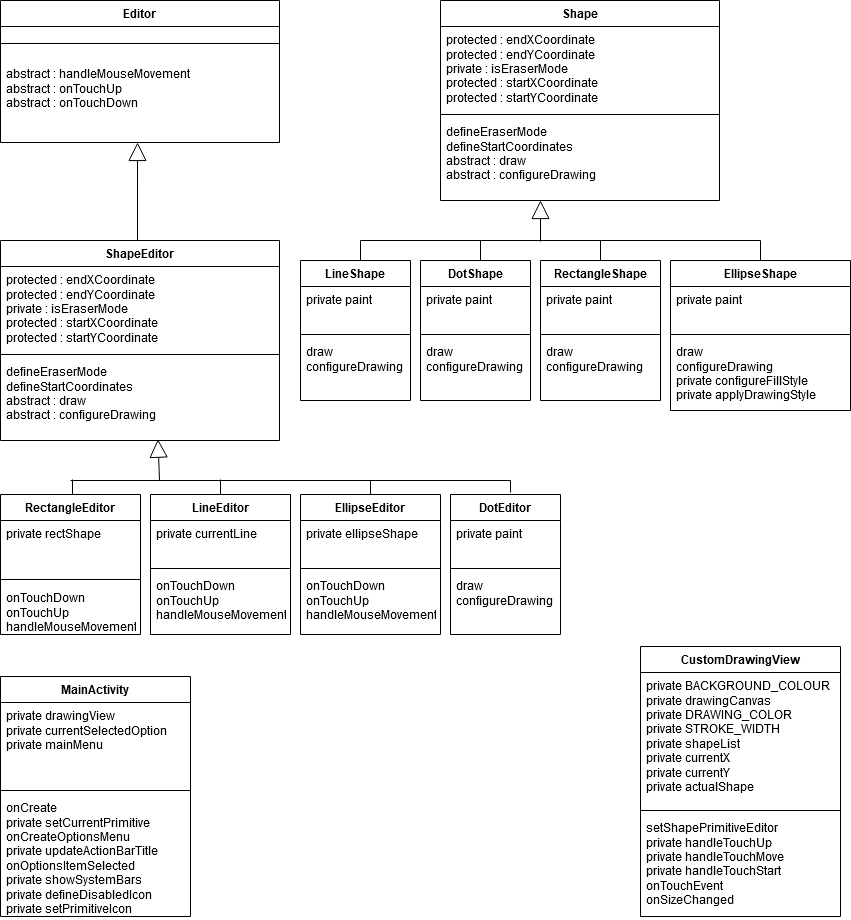 Editor
abstract : handleMouseMovement
abstract : onTouchUp
abstract : onTouchDown
Shape
protected : endXCoordinate
protected : endYCoordinate
private : isEraserMode
protected : startXCoordinate
protected : startYCoordinate
defineEraserMode
defineStartCoordinates
abstract : draw
abstract : configureDrawing
ShapeEditor
protected : endXCoordinate
protected : endYCoordinate
private : isEraserMode
protected : startXCoordinate
protected : startYCoordinate
defineEraserMode
defineStartCoordinates
abstract : draw
abstract : configureDrawing
LineShape
private paint
draw
configureDrawing
DotShape
private paint
draw
configureDrawing
RectangleShape
private paint
draw
configureDrawing
EllipseShape
private paint
draw
configureDrawing
private configureFillStyle
private applyDrawingStyle
RectangleEditor
private rectShape
onTouchDown
onTouchUp
handleMouseMovement
LineEditor
private currentLine
onTouchDown
onTouchUp
handleMouseMovement
EllipseEditor
private ellipseShape
onTouchDown
onTouchUp
handleMouseMovement
DotEditor
private paint
draw
configureDrawing
MainActivity
private drawingView
private currentSelectedOption
private mainMenu
onCreate
private setCurrentPrimitive
onCreateOptionsMenu
private updateActionBarTitle
onOptionsItemSelected
private showSystemBars
private defineDisabledIcon
private setPrimitiveIcon
CustomDrawingView
private BACKGROUND_COLOUR
private drawingCanvas
private DRAWING_COLOR
private STROKE_WIDTH
private shapeList
private currentX
private currentY
private actualShape
setShapePrimitiveEditor
private handleTouchUp
private handleTouchMove
private handleTouchStart
onTouchEvent
onSizeChanged